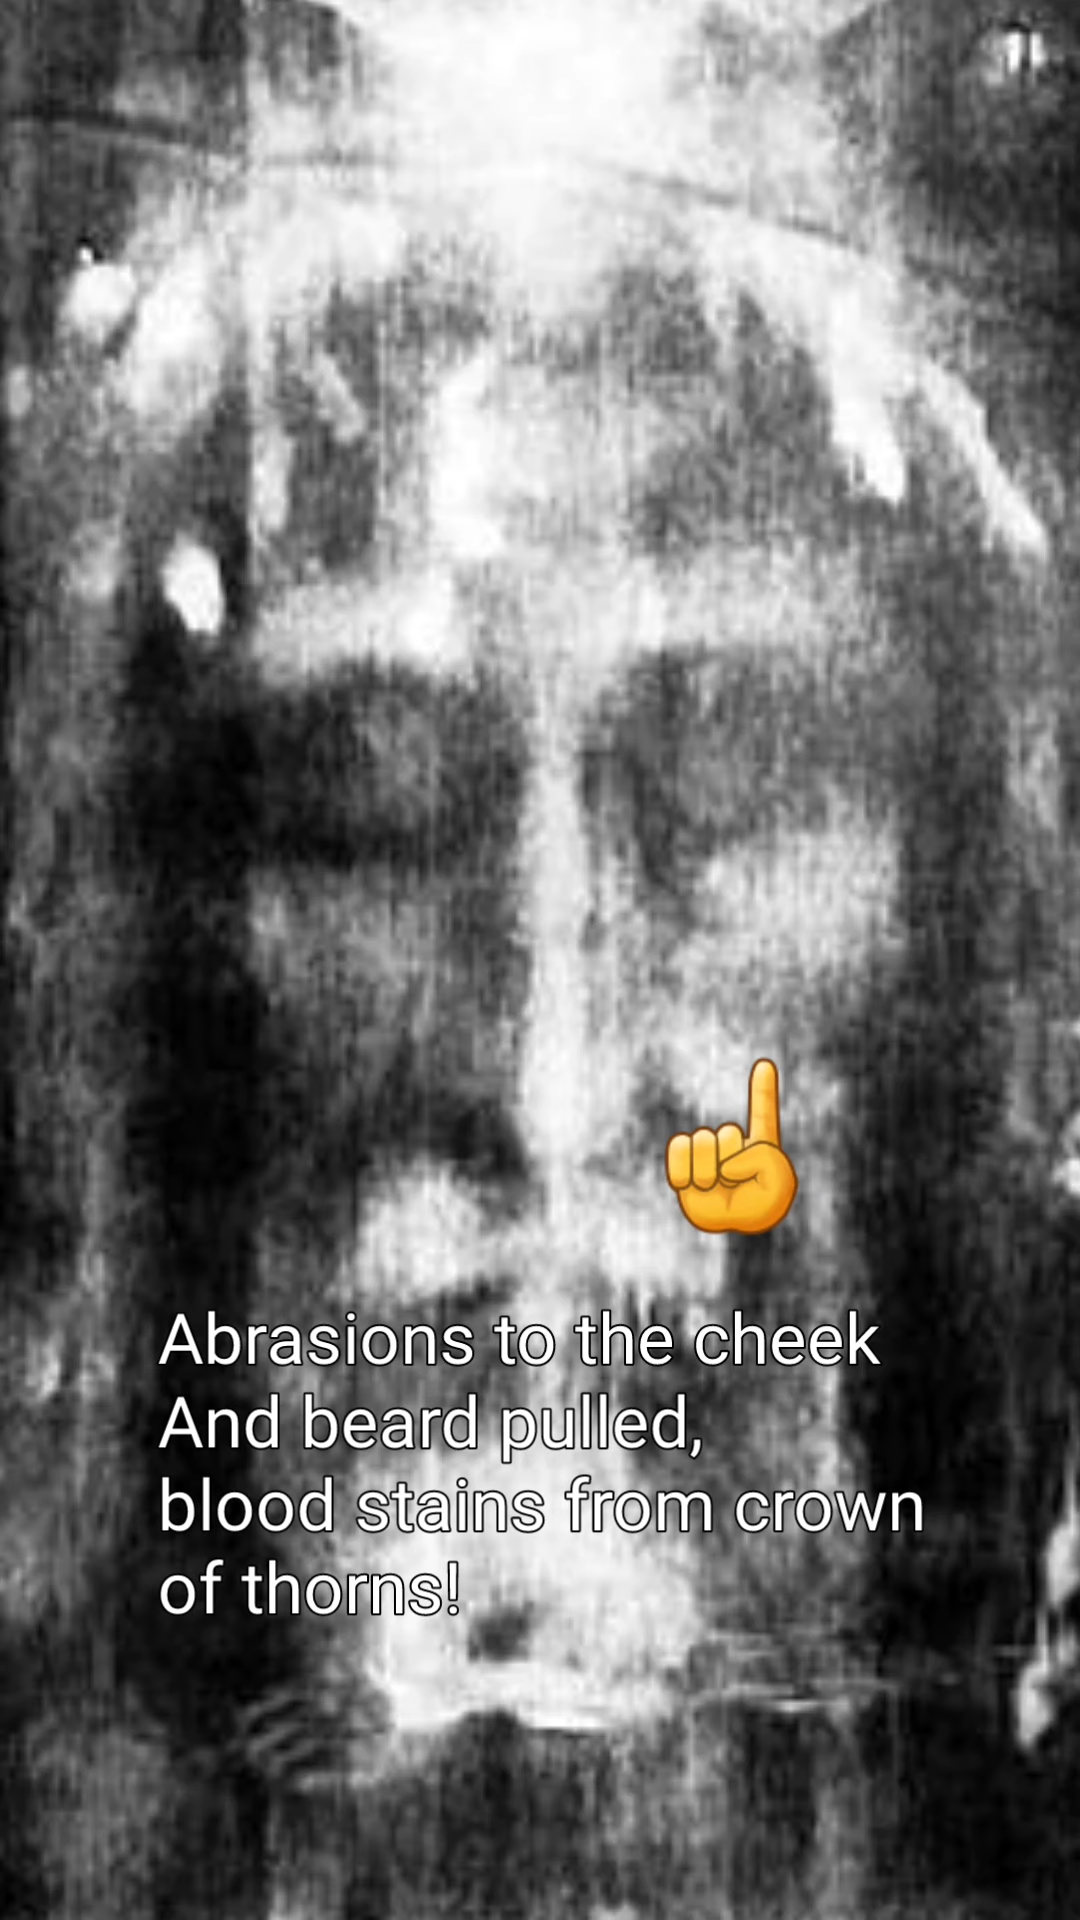 Abrasions to the cheek
And beard pulled,
blood stains from crown
of thorns!